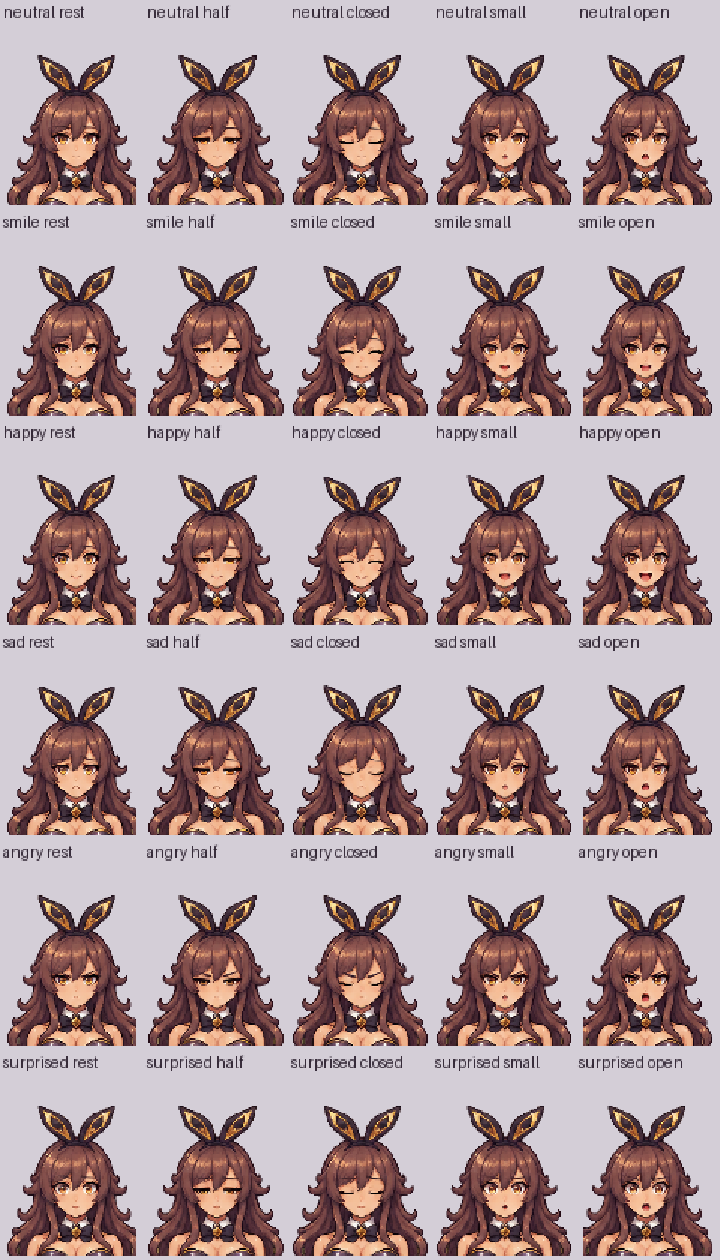 neutral rest neutral half neutral closed neutral small neutral open
smile rest smile half smile closed smile small smile open
happy rest happy half happy closed happy small happy open
sad rest sad half sad closed sad small sad open
angry rest angry half angry closed angry small angry open
surprised rest surprised half surprised closed surprised small surprised open